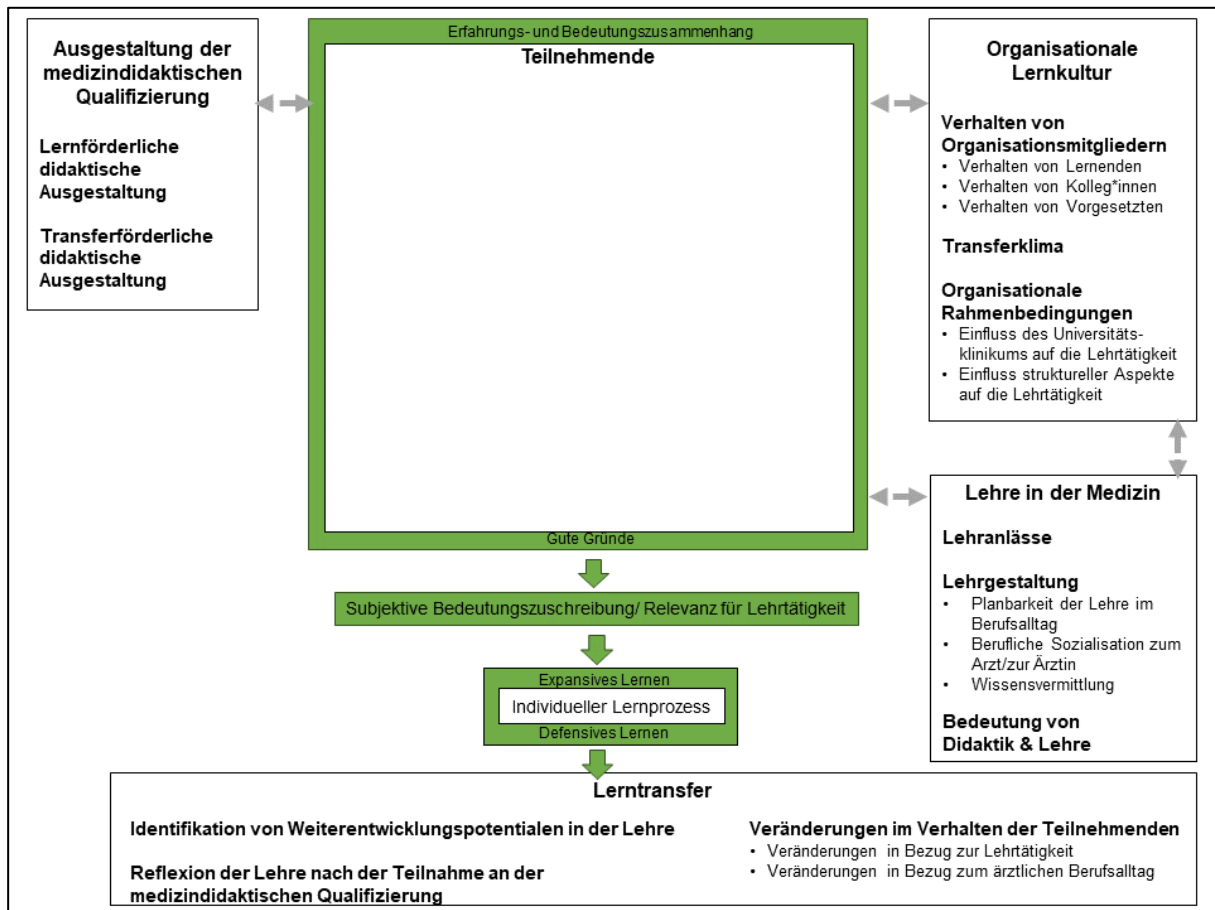 Ausgestaltung der
medizindidaktischen
Qualifizierung
Lernförderliche
didaktische
Ausgestaltung
Transferförderliche
didaktische
Ausgestaltung
Erfahrungs- und Bedeutungszusammenhang
Teilnehmende
Gute Gründe
Organisationale
Lernkultur
Verhalten von
Organisationsmitgliedern
• Verhalten von Lernenden
• Verhalten von Kolleg*innen
• Verhalten von Vorgesetzten
Transferklima
Organisationale
Rahmenbedingungen
• Einfluss des Universitäts-
klinikums auf die Lehrtätigkeit
• Einfluss struktureller Aspekte
auf die Lehrtätigkeit
Lehre in der Medizin
Lehranlässe
Lehrgestaltung
• Planbarkeit der Lehre im
Berufsalltag
• Berufliche Sozialisation zum
Arzt/zur Ärztin
• Wissensvermittlung
Bedeutung von
Didaktik & Lehre
Subjektive Bedeutungszuschreibung/ Relevanz für Lehrtätigkeit
Expansives Lernen
Individueller Lernprozess
Defensives Lernen
Lerntransfer
Identifikation von Weiterentwicklungspotentialen in der Lehre
Reflexion der Lehre nach der Teilnahme an der
medizindidaktischen Qualifizierung
Veränderungen im Verhalten der Teilnehmenden
• Veränderungen in Bezug zur Lehrtätigkeit
• Veränderungen in Bezug zum ärztlichen Berufsalltag